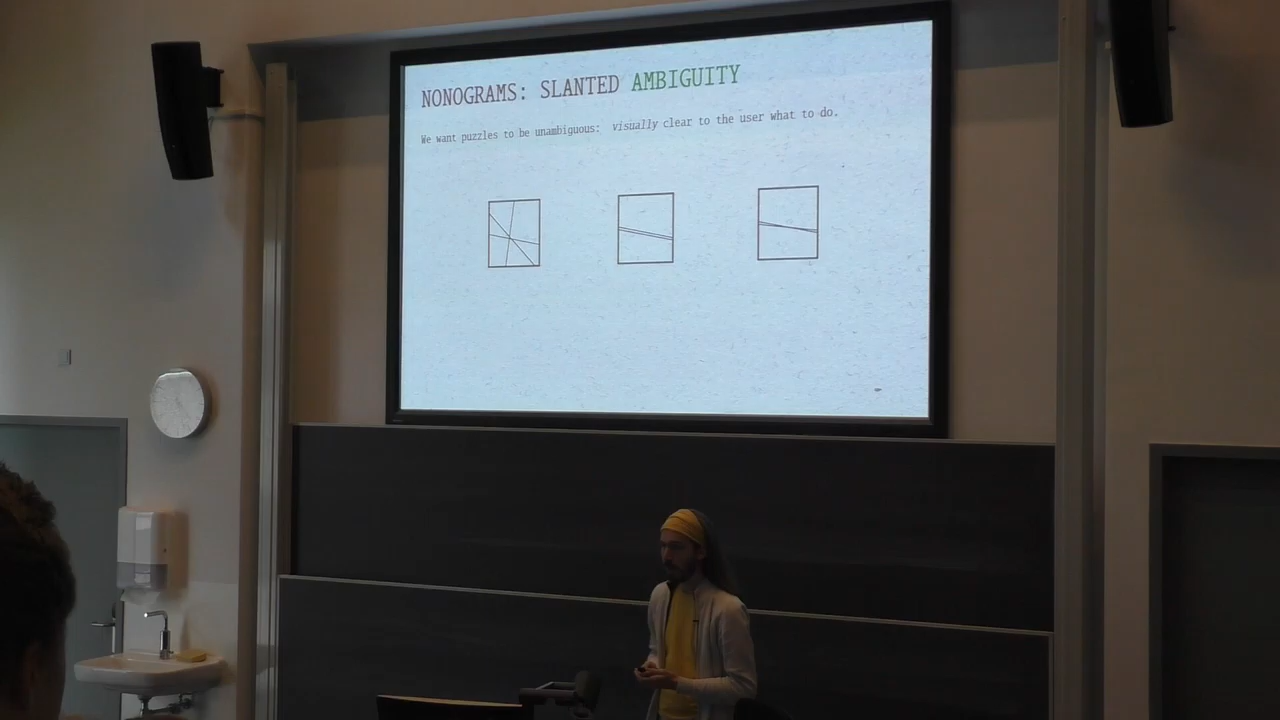 NONOGRAMS: SLANTED AMBIGUITY
We want puzzles to be unambiguous: visually clear to the user what to do.